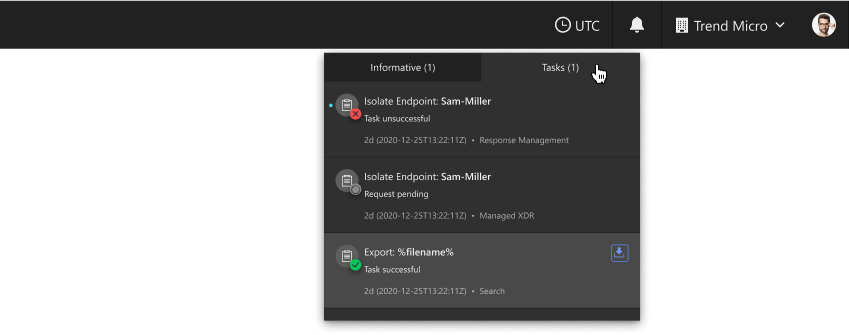 UTC
Trend Micro
Informative (1)
Tasks (1)
Isolate Endpoint: Sam-Miller
Task unsuccessful
2d (2020-12-25T13:22:11Z) • Response Management
Isolate Endpoint: Sam-Miller
Request pending
2d (2020-12-25T13:22:11Z) • Managed XDR
Export: %filename%
Task successful
2d (2020-12-25T13:22:11Z) • Search